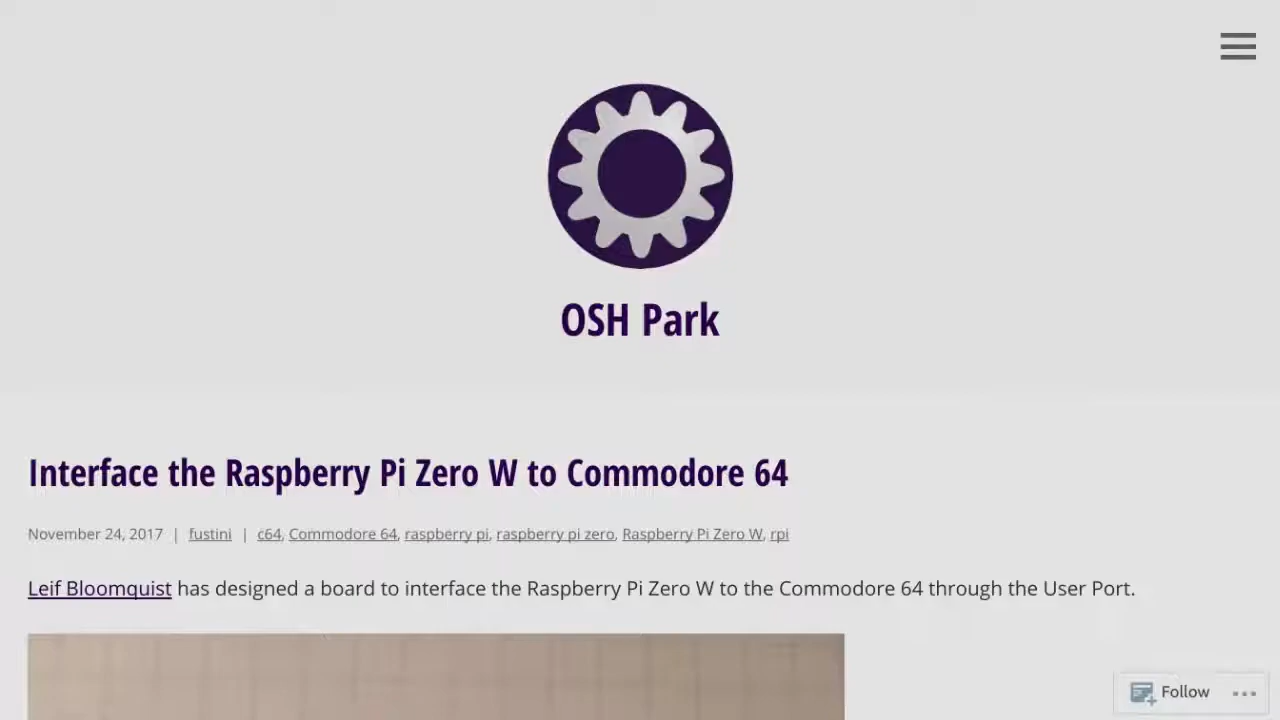 OSH Park
Interface the Raspberry Pi Zero W to Commodore 64
November 24, 2017 | fustini | c64, Commodore 64, raspberry pi, raspberry pi zero, Raspberry Pi Zero W, rpi
Leif Bloomquist has designed a board to interface the Raspberry Pi Zero W to the Commodore 64 through the User Port.
Follow